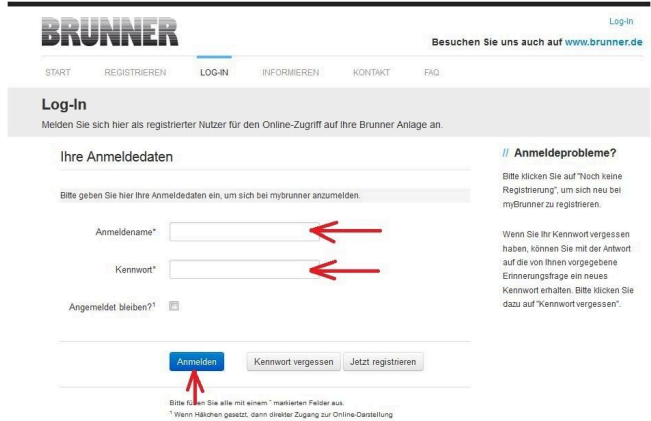 Log-In
BRUNNER
Besuchen Sie uns auch auf www.brunner.de
START REGISTRIEREN LOG-IN INFORMIEREN KONTAKT FAQ
Log-In
Melden Sie sich hier als registrierter Nutzer für den Online-Zugriff auf Ihre Brunner Anlage an.
Ihre Anmeldedaten
Bitte geben Sie hier Ihre Anmeldedaten ein, um sich bei mybrunner anzumelden.
Anmeldename*
Kennwort*
Angemeldet bleiben?¹
Anmelden Kennwort vergessen Jetzt registrieren
Bitte füllen Sie alle mit einem * markierten Felder aus.
¹ Wenn Häkchen gesetzt, dann direkter Zugang zur Online-Darstellung
// Anmeldeprobleme?
Bitte klicken Sie auf "Noch keine
Registrierung", um sich neu bei
myBrunner zu registrieren.
Wenn Sie Ihr Kennwort vergessen
haben, können Sie mit der Antwort
auf die von Ihnen vorgegebene
Erinnerungsfrage ein neues
Kennwort erhalten. Bitte klicken Sie
dazu auf "Kennwort vergessen".